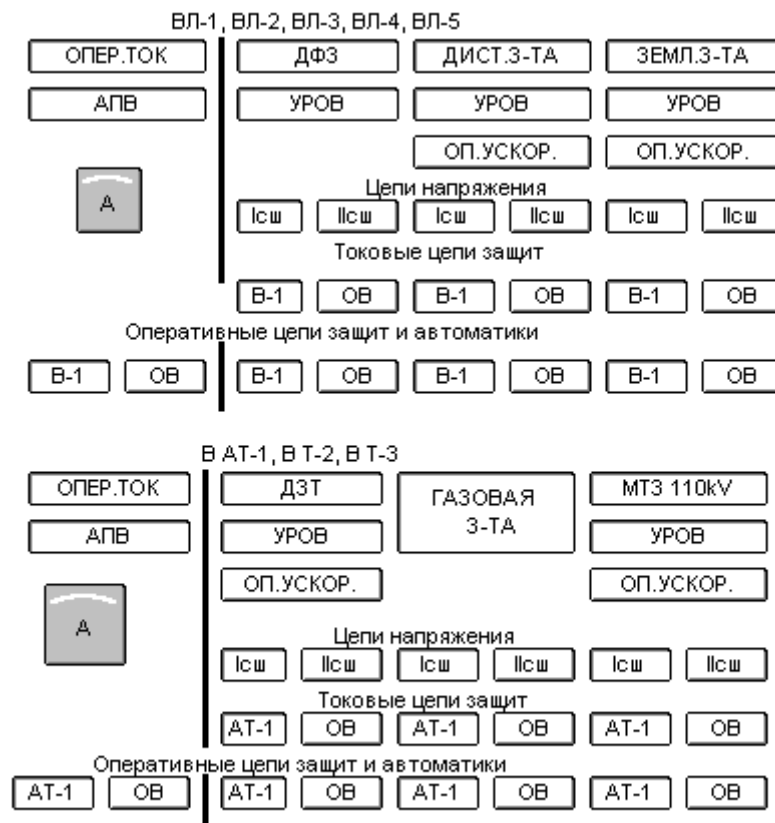 ВЛ-1, ВЛ-2, ВЛ-3, ВЛ-4, ВЛ-5
ОПЕР.ТОК ДФЗ ДИСТ.З-ТА ЗЕМЛ.З-ТА
АПВ УРОВ УРОВ УРОВ
ОП.УСКОР. ОП.УСКОР.
А
Цепи напряжения
Iсш IIсш Iсш IIсш Iсш IIсш
Токовые цепи защит
В-1 ОВ В-1 ОВ В-1 ОВ
Оперативные цепи защит и автоматики
В-1 ОВ В-1 ОВ В-1 ОВ В-1 ОВ
В АТ-1, В Т-2, В Т-3
ОПЕР.ТОК ДЗТ ГАЗОВАЯ З-ТА МТЗ 110kV
АПВ УРОВ УРОВ
ОП.УСКОР. ОП.УСКОР.
А
Цепи напряжения
Iсш IIсш Iсш IIсш Iсш IIсш
Токовые цепи защит
АТ-1 ОВ АТ-1 ОВ АТ-1 ОВ
Оперативные цепи защит и автоматики
АТ-1 ОВ АТ-1 ОВ АТ-1 ОВ АТ-1 ОВ